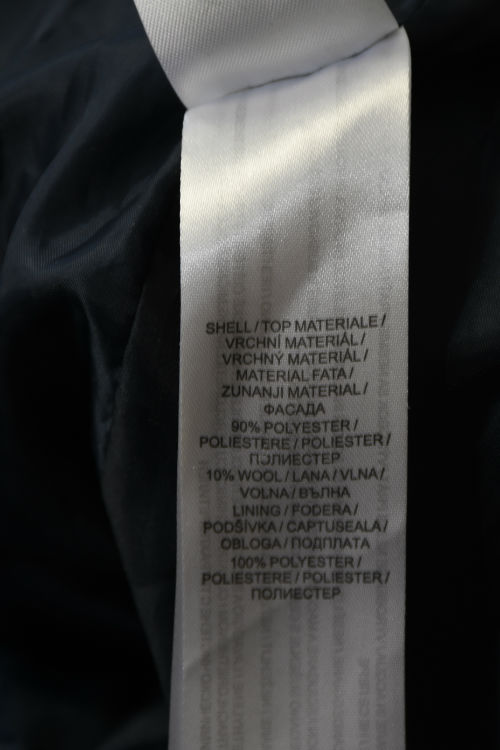 SHELL / TOP MATERIALE /
VRCHNÍ MATERIÁL /
VRCHNÝ MATERIÁL /
MATERIAL FATA /
ZUNANJI MATERIAL /
ФАСАДА
90% POLYESTER /
POLIESTERE / POLIESTER /
ПОЛИЕСТЕР
10% WOOL / LANA / VLNA /
VOLNA / ВЪЛНА
LINING / FODERA /
PODŠÍVKA / CAPTUSEALĂ /
OBLOGA / ПОДПЛАТА
100% POLYESTER /
POLIESTERE / POLIESTER /
ПОЛИЕСТЕР